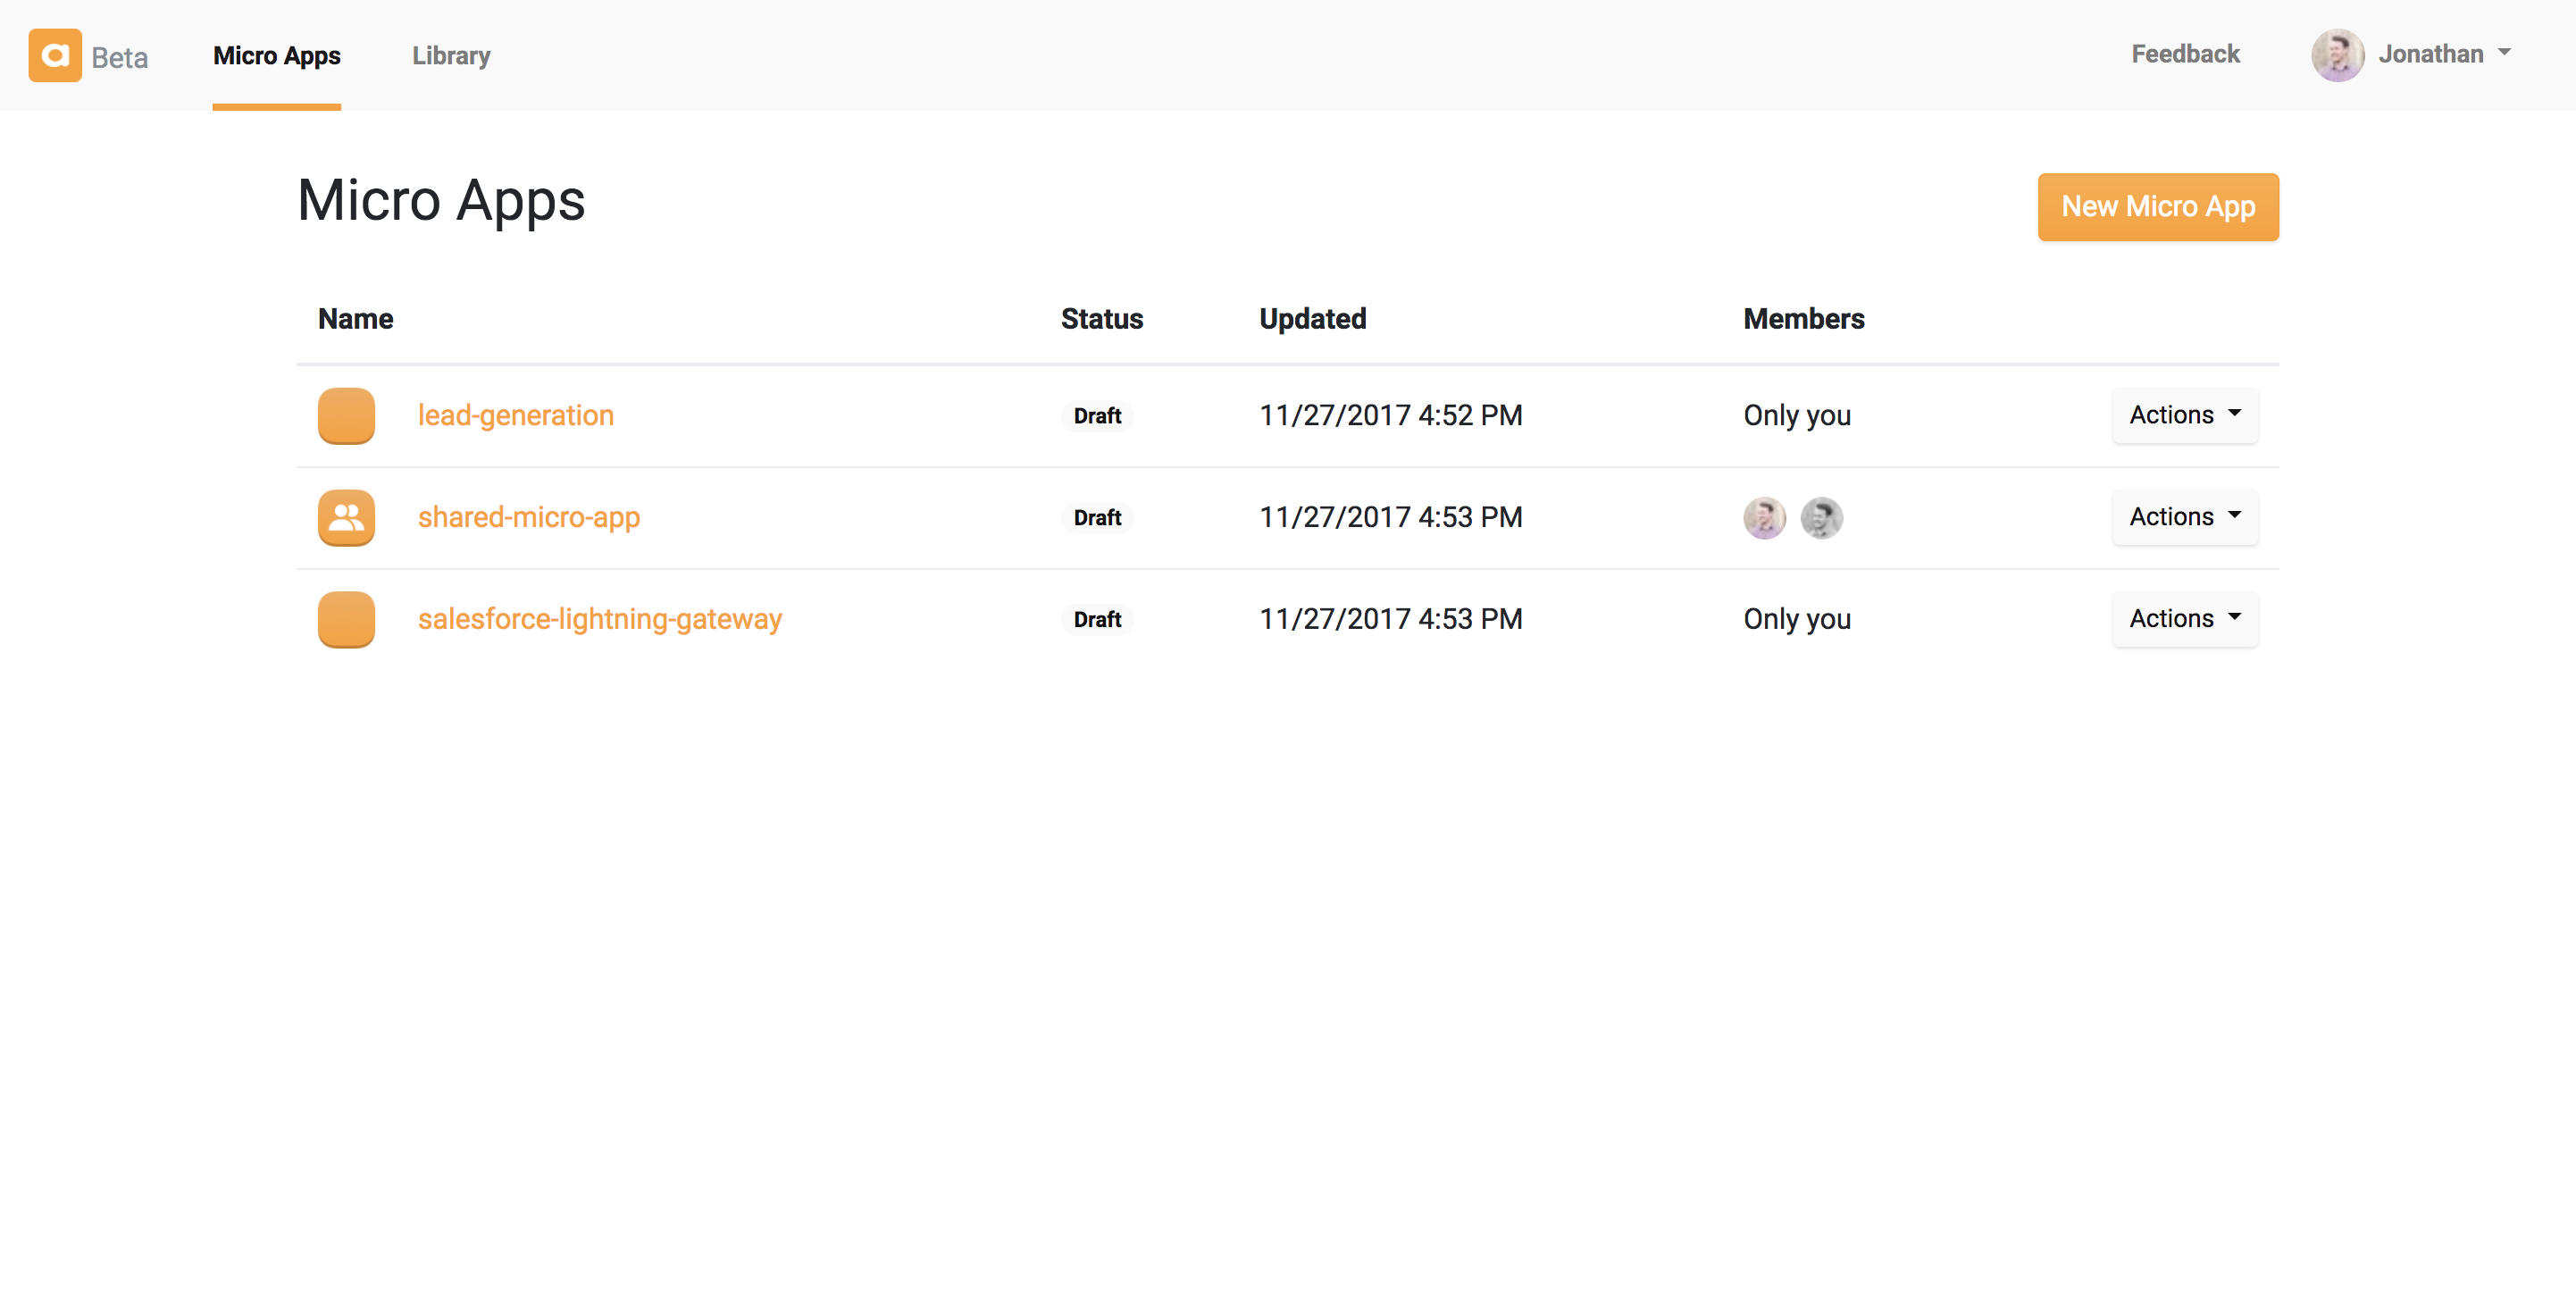 a Beta Micro Apps Library Feedback Jonathan
Micro Apps New Micro App
Name Status Updated Members
lead-generation Draft 11/27/2017 4:52 PM Only you Actions
shared-micro-app Draft 11/27/2017 4:53 PM Actions
salesforce-lightning-gateway Draft 11/27/2017 4:53 PM Only you Actions